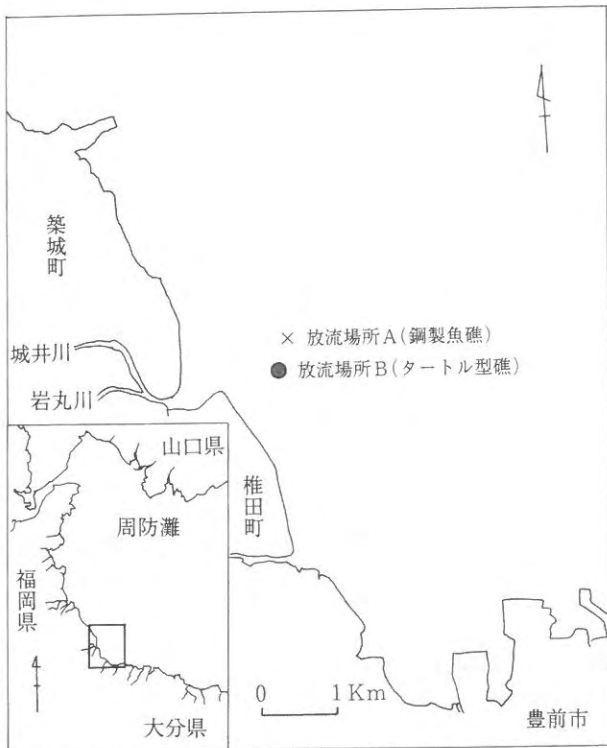 築城町
× 放流場所A(鋼製魚礁)
城井川
● 放流場所B(タートル型礁)
岩丸川
山口県
椎田町
周防灘
福岡県
0 1Km
豊前市
大分県